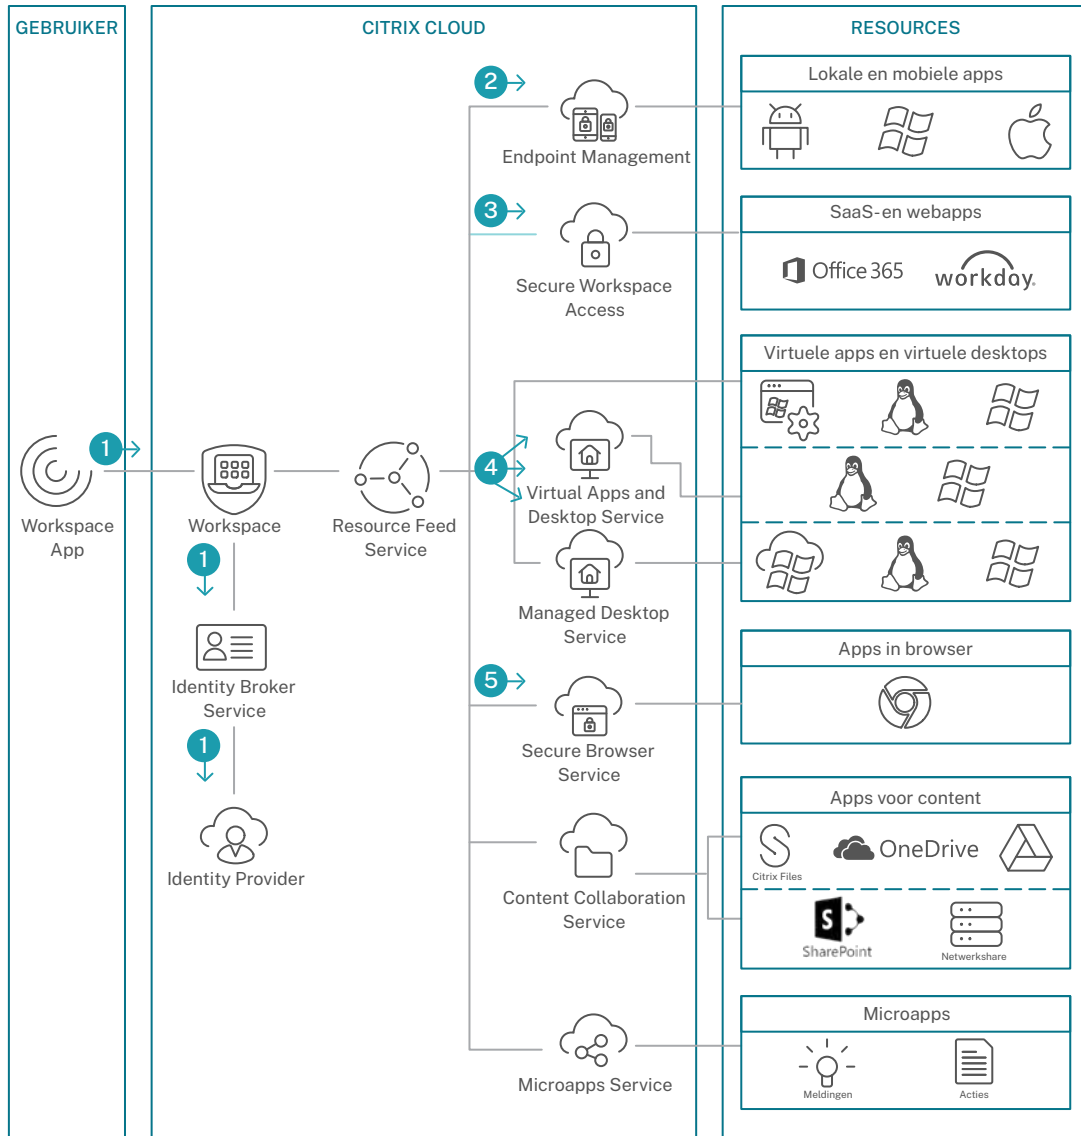 GEBRUIKER
CITRIX CLOUD
RESOURCES
1
Workspace
App
Workspace
1
Identity Broker
Service
1
Identity Provider
Resource Feed
Service
2
Endpoint Management
3
Secure Workspace
Access
4
Virtual Apps and
Desktop Service
Managed Desktop
Service
5
Secure Browser
Service
Content Collaboration
Service
Microapps Service
Lokale en mobiele apps
SaaS- en webapps
Office 365
workday.
Virtuele apps en virtuele desktops
Apps in browser
Apps voor content
Citrix Files
OneDrive
S
SharePoint
Netwerkshare
Microapps
Meldingen
Acties